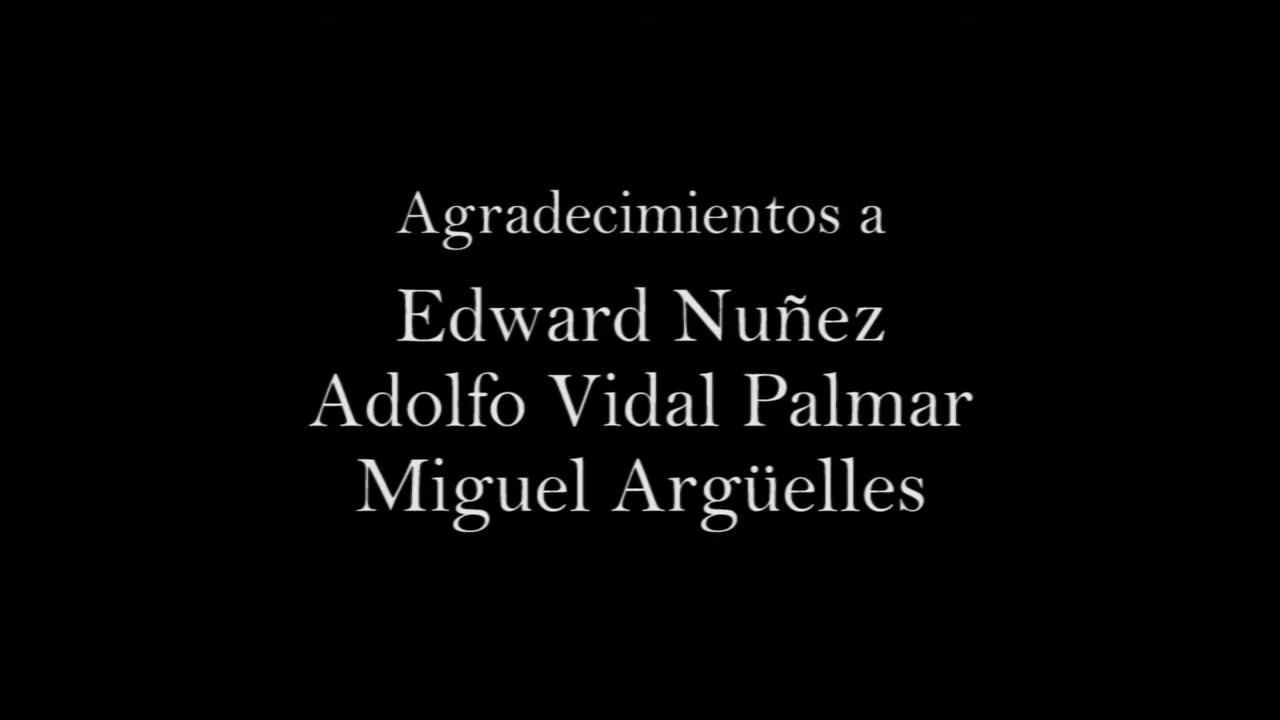 Agradecimientos a
Edward Nuñez
Adolfo Vidal Palmar
Miguel Argüelles